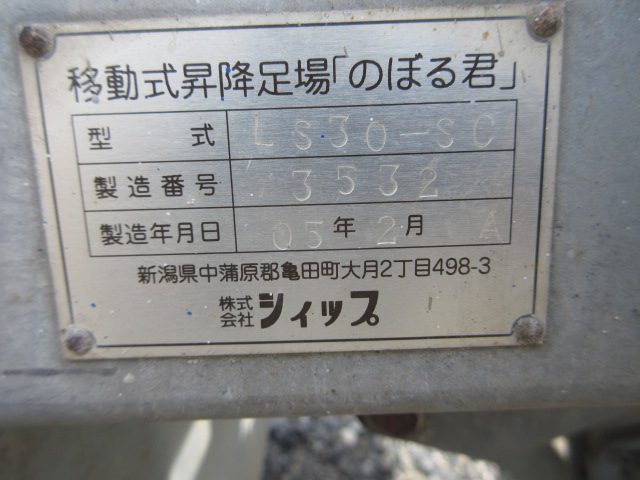 移動式昇降足場「のぼる君」
型式 LS30-SC
製造番号 3532
製造年月日 05年2月 A
新潟県中蒲原郡亀田町大月2丁目498-3
株式会社 シィップ